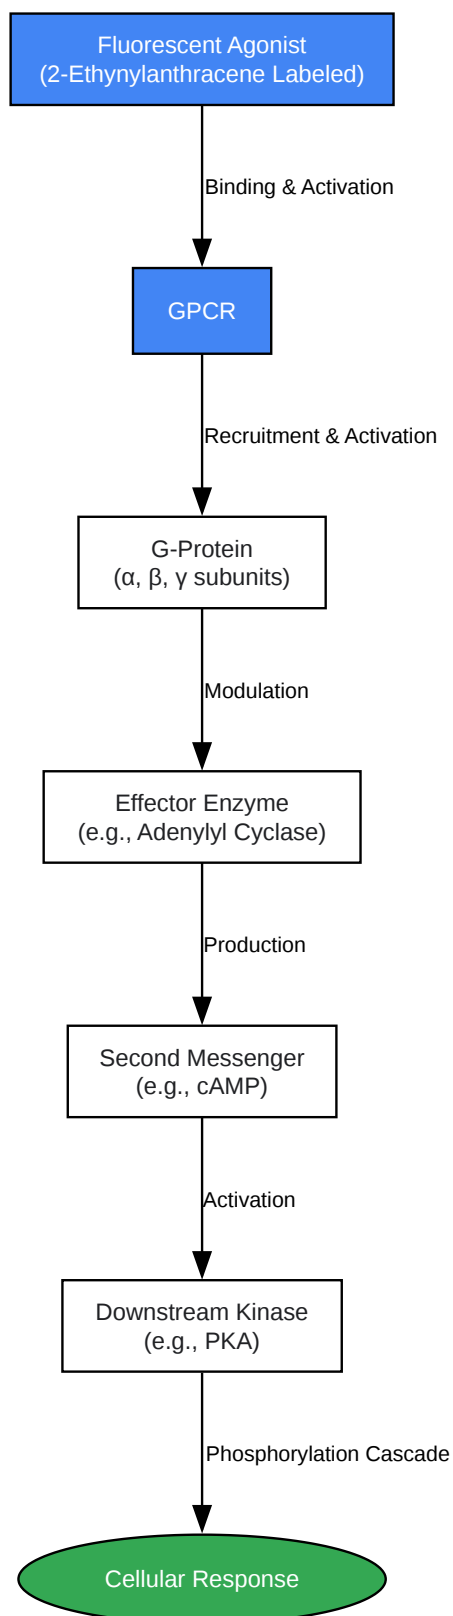 Fluorescent Agonist
(2-Ethynylanthracene Labeled)
Binding & Activation
GPCR
Recruitment & Activation
G-Protein
(α, β, γ subunits)
Modulation
Effector Enzyme
(e.g., Adenylyl Cyclase)
Production
Second Messenger
(e.g., cAMP)
Activation
Downstream Kinase
(e.g., PKA)
Phosphorylation Cascade
Cellular Response